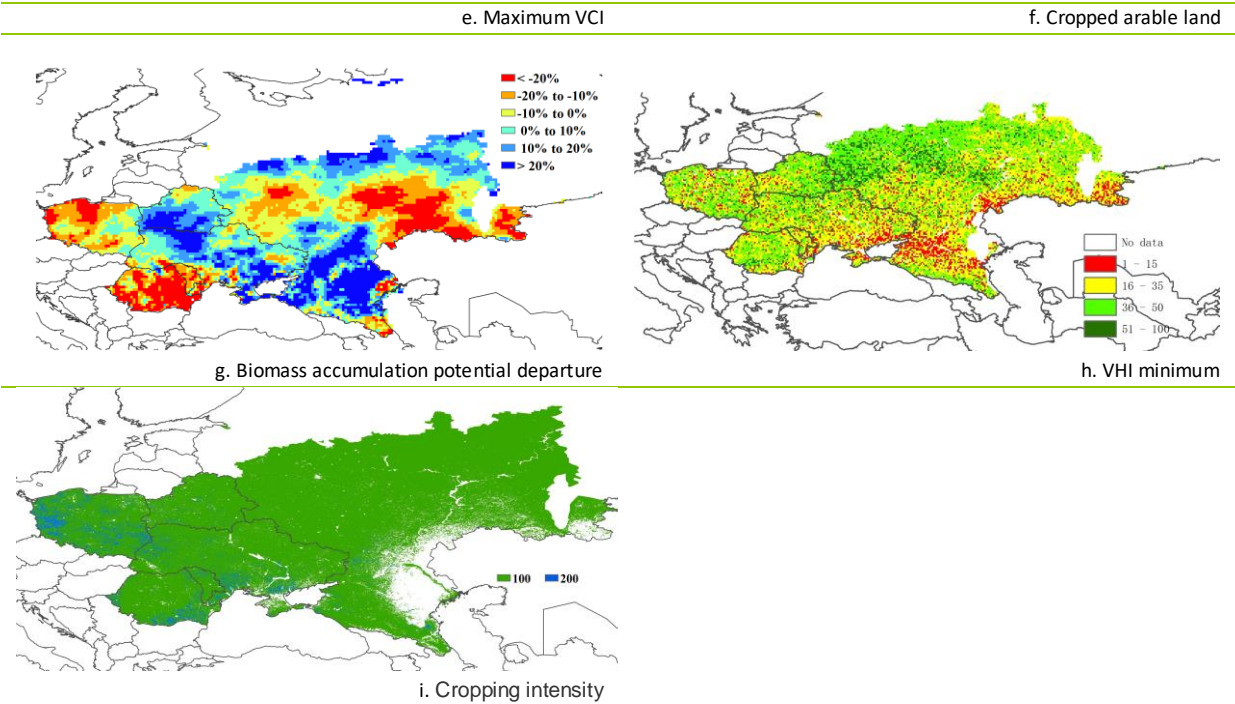 e. Maximum VCI
f. Cropped arable land
< -20%
-20% to -10%
-10% to 0%
0% to 10%
10% to 20%
> 20%
No data
1 - 15
16 - 35
36 - 50
51 - 100
g. Biomass accumulation potential departure
h. VHI minimum
100 200
i. Cropping intensity